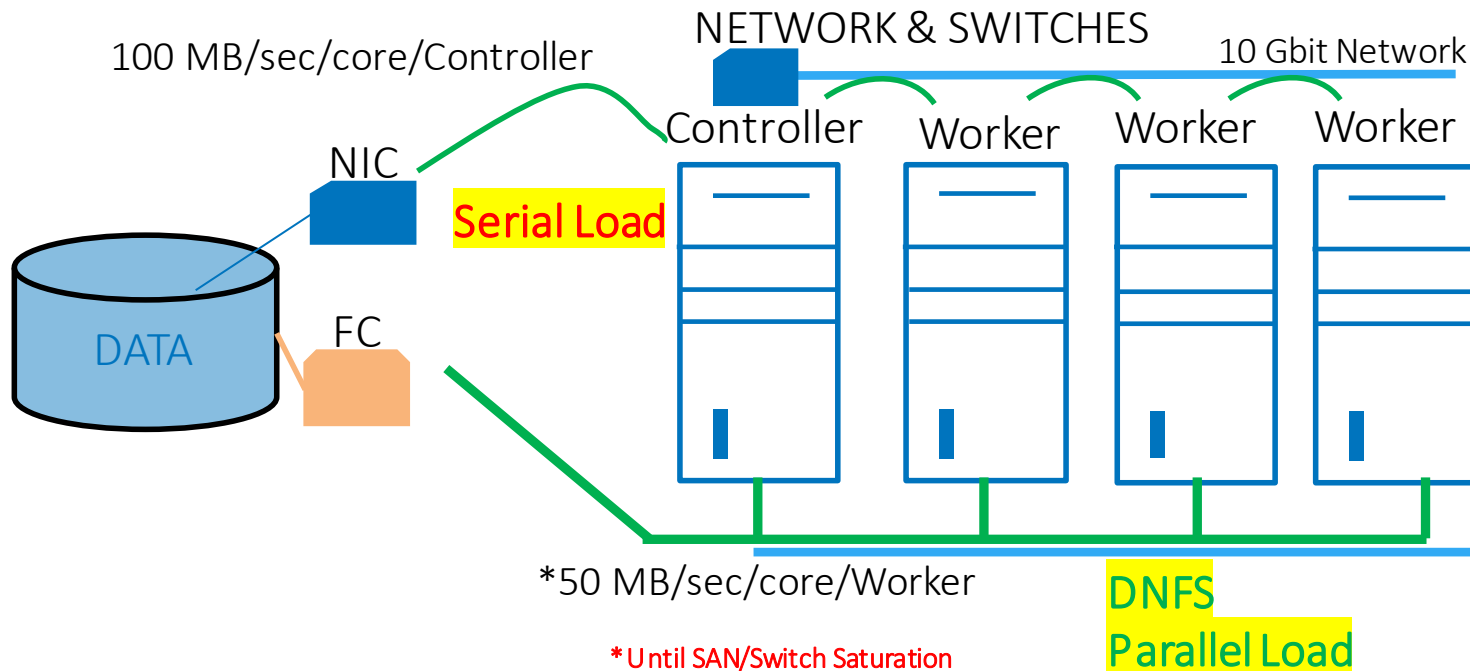 NETWORK & SWITCHES
100 MB/sec/core/Controller
10 Gbit Network
Controller
Worker
Worker
Worker
NIC
Serial Load
DATA
FC
*50 MB/sec/core/Worker
DNFS
Parallel Load
*Until SAN/Switch Saturation